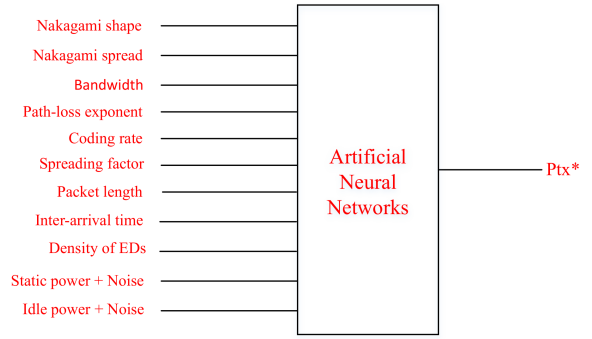 Nakagami shape
Nakagami spread
Bandwidth
Path-loss exponent
Coding rate
Spreading factor
Packet length
Inter-arrival time
Density of EDs
Static power + Noise
Idle power + Noise
Artificial
Neural
Networks
Ptx*